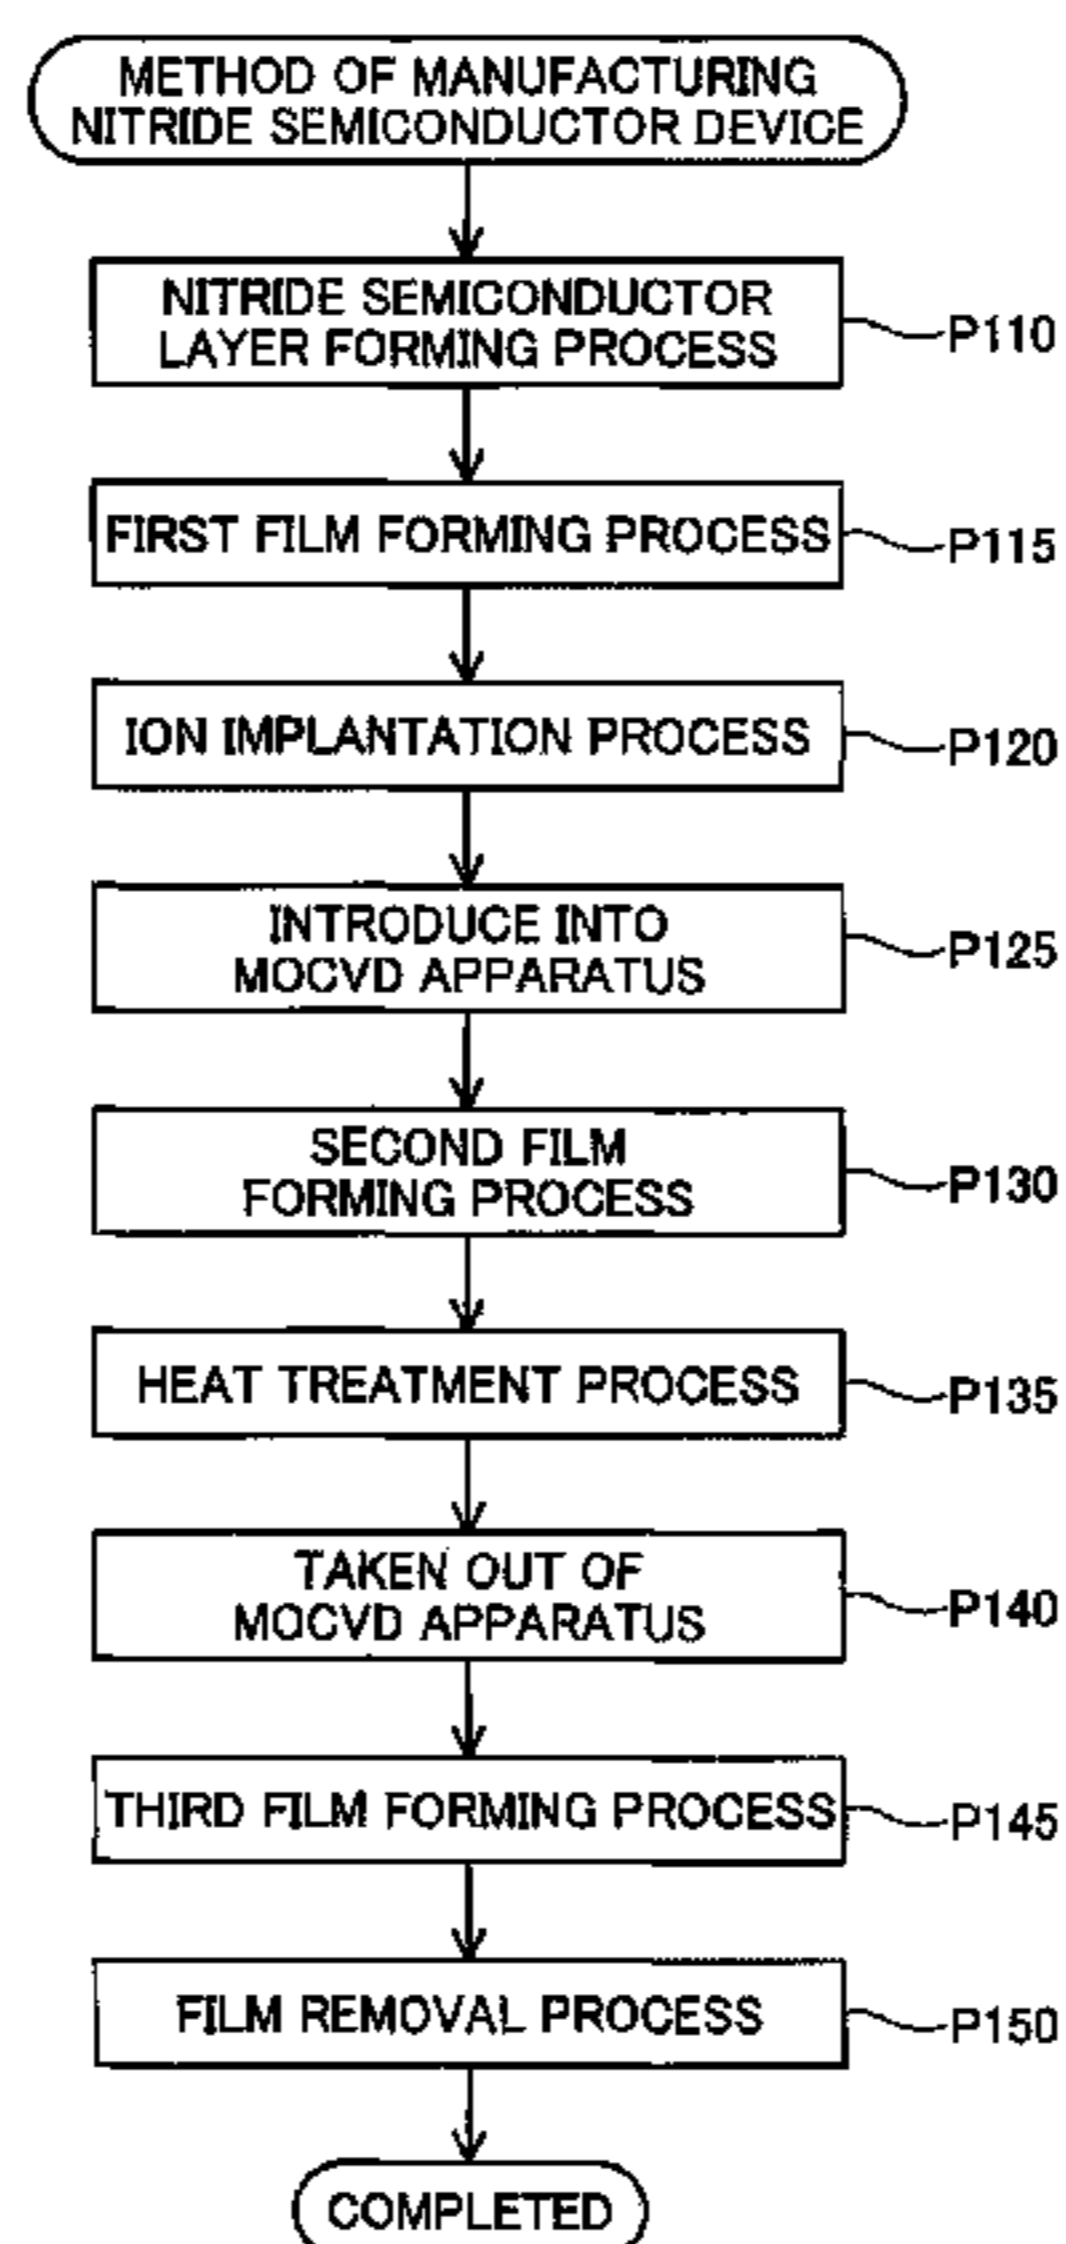 METHOD OF MANUFACTURING
NITRIDE SEMICONDUCTOR DEVICE
NITRIDE SEMICONDUCTOR
LAYER FORMING PROCESS
P110
FIRST FILM FORMING PROCESS
P115
ION IMPLANTATION PROCESS
P120
INTRODUCE INTO
MOCVD APPARATUS
P125
SECOND FILM
FORMING PROCESS
P130
HEAT TREATMENT PROCESS
P135
TAKEN OUT OF
MOCVD APPARATUS
P140
THIRD FILM FORMING PROCESS
P145
FILM REMOVAL PROCESS
P150
COMPLETED